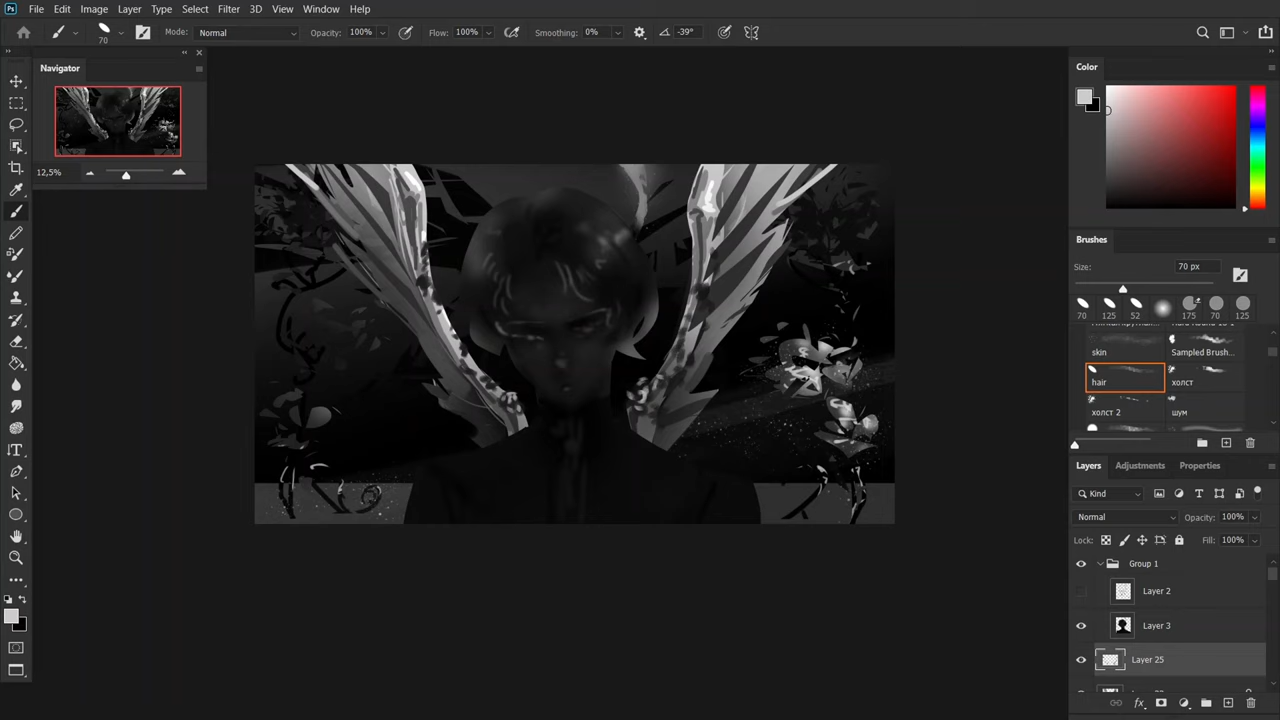 Ps File Edit Image Layer Type Select Filter 3D View Window Help
70 Mode: Normal Opacity: 100% Flow: 100% Smoothing: 0% -39°
Navigator
12,5%
Color
Brushes
Size: 70 px
70 125 52 175 70 125
skin Sampled Brush...
hair холст
холст 2 шум
Layers Adjustments Properties
Kind
Normal Opacity: 100%
Lock: Fill: 100%
Group 1
Layer 2
Layer 3
Layer 25